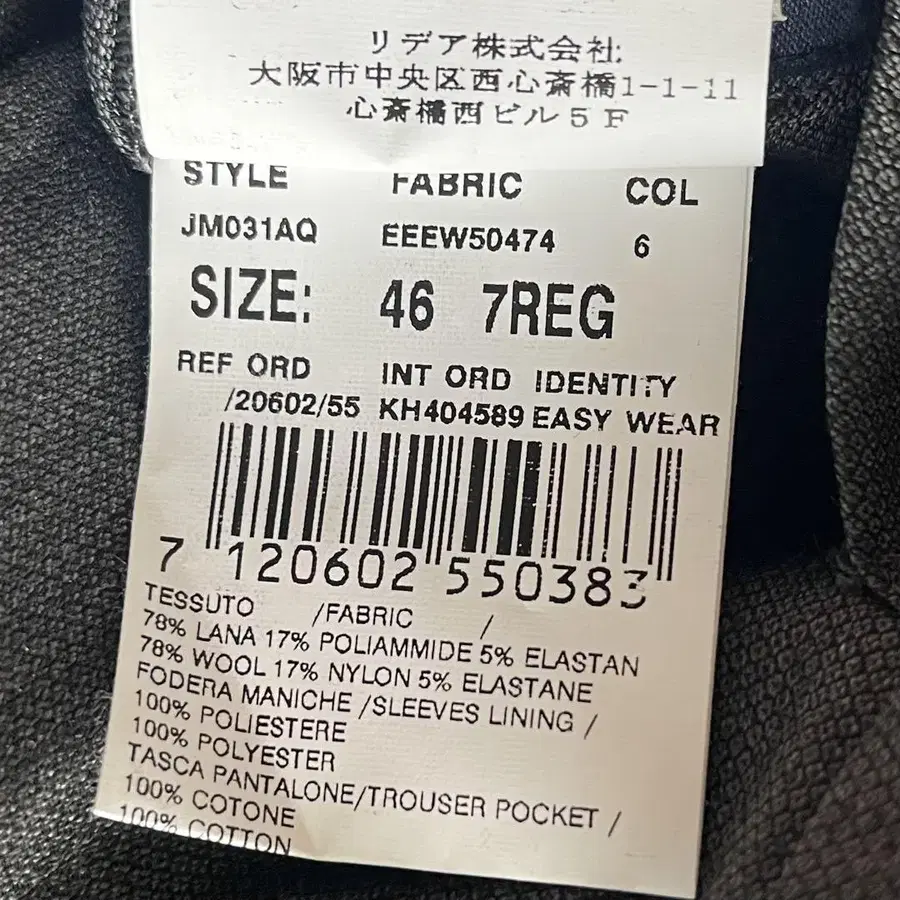 リデア株式会社
大阪市中央区西心斎橋1-1-11
心斎橋西ビル5F
STYLE FABRIC COL
JM031AQ EEEW50474 6
SIZE: 46 7REG
REF ORD INT ORD IDENTITY
/20602/55 KH404589 EASY WEAR
7 120602 550383
TESSUTO /FABRIC /
78% LANA 17% POLIAMMIDE 5% ELASTAN
78% WOOL 17% NYLON 5% ELASTANE
FODERA MANICHE /SLEEVES LINING /
100% POLIESTERE
100% POLYESTER
TASCA PANTALONE/TROUSER POCKET /
100% COTONE
100% COTTON